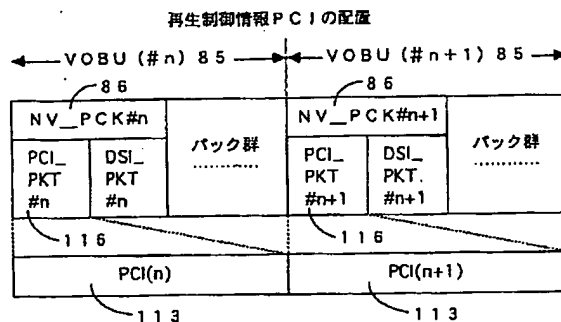 再生制御情報PCIの配置
VOBU (#n) 85 VOBU (#n+1) 85
86 86
NV_PCK#n NV_PCK#n+1
PCI_
PKT
#n
DSI_
PKT
#n
パック群
PCI_
PKT
#n+1
DSI_
PKT.
#n+1
パック群
116 116
PCI(n) PCI(n+1)
113 113